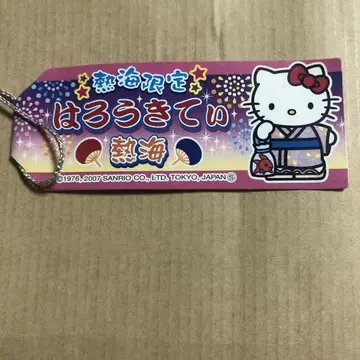 熱海限定
はろうきてぃ
熱海
©1976, 2007 SANRIO CO., LTD. TOKYO, JAPAN Ⓢ